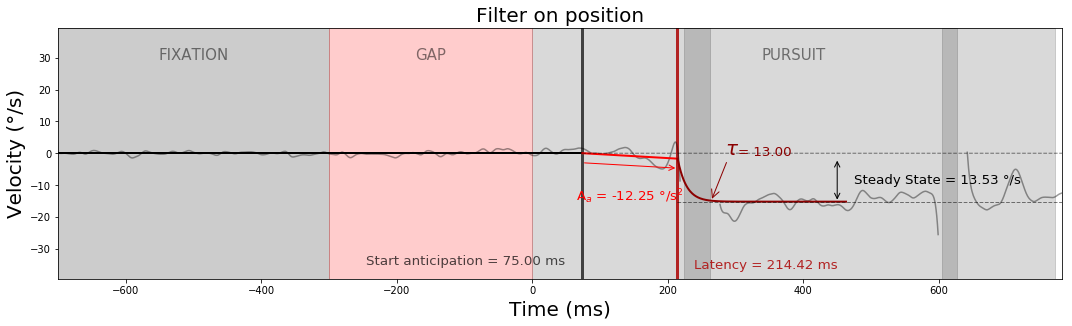 Filter on position
FIXATION
GAP
PURSUIT
Velocity (°/s)
30
20
10
0
−10
−20
−30
τ = 13.00
Steady State = 13.53 °/s
Aₐ = -12.25 °/s²
Start anticipation = 75.00 ms
Latency = 214.42 ms
−600
−400
−200
0
200
400
600
Time (ms)